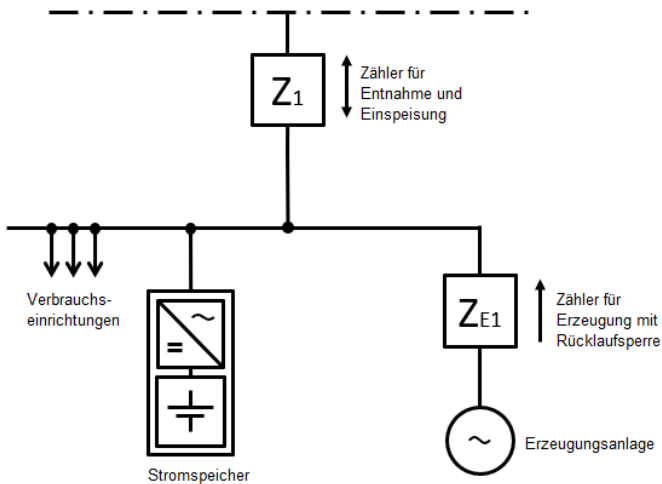 Z1
Zähler für
Entnahme und
Einspeisung
Verbrauchs-
einrichtungen
ZE1
Zähler für
Erzeugung mit
Rücklaufsperre
Erzeugungsanlage
Stromspeicher